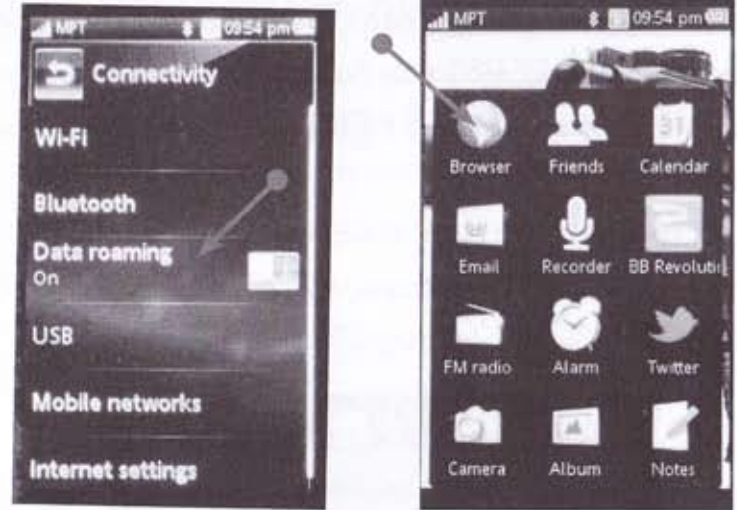 MPT 09:54 pm
Connectivity
Wi-Fi
Bluetooth
Data roaming
On
USB
Mobile networks
Internet settings
MPT 09:54 pm
Browser Friends Calendar
31
Email Recorder BB Revolutio
FM radio Alarm Twitter
Camera Album Notes